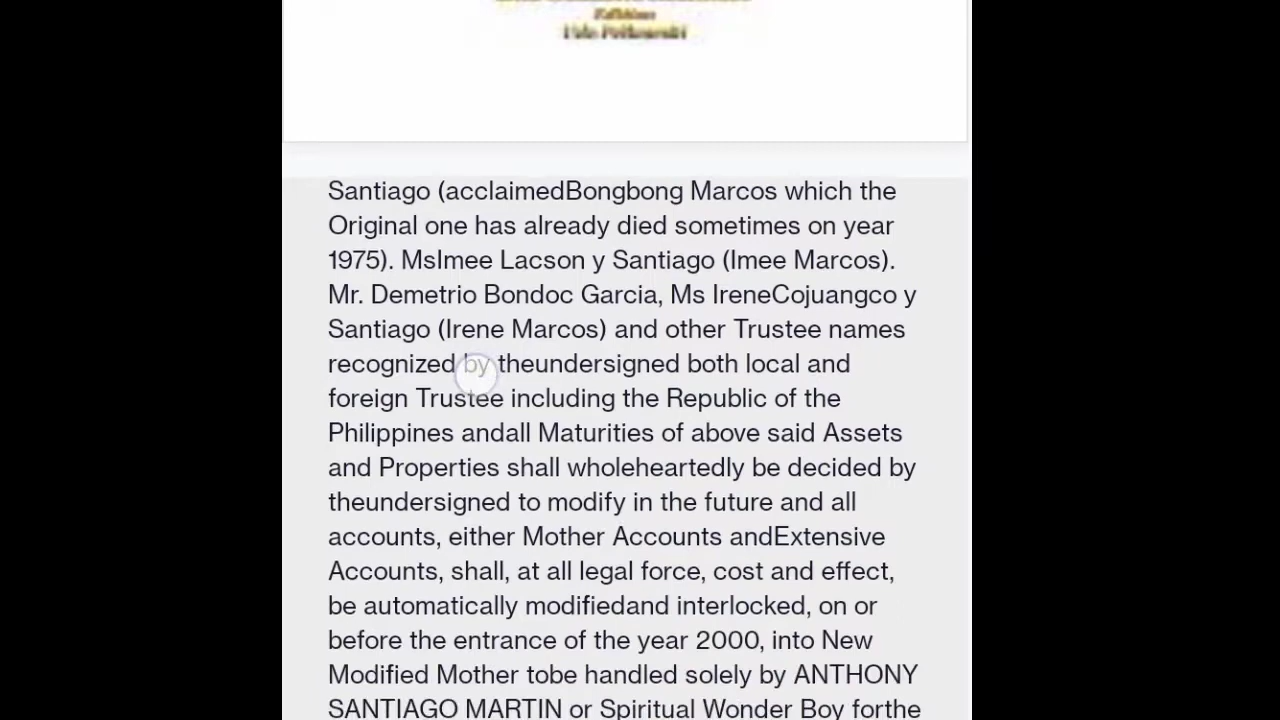 Edition
Santiago (acclaimedBongbong Marcos which the
Original one has already died sometimes on year
1975). MsImee Lacson y Santiago (Imee Marcos).
Mr. Demetrio Bondoc Garcia, Ms IreneCojuangco y
Santiago (Irene Marcos) and other Trustee names
recognized by theundersigned both local and
foreign Trustee including the Republic of the
Philippines andall Maturities of above said Assets
and Properties shall wholeheartedly be decided by
theundersigned to modify in the future and all
accounts, either Mother Accounts andExtensive
Accounts, shall, at all legal force, cost and effect,
be automatically modifiedand interlocked, on or
before the entrance of the year 2000, into New
Modified Mother tobe handled solely by ANTHONY
SANTIAGO MARTIN or Spiritual Wonder Boy forthe